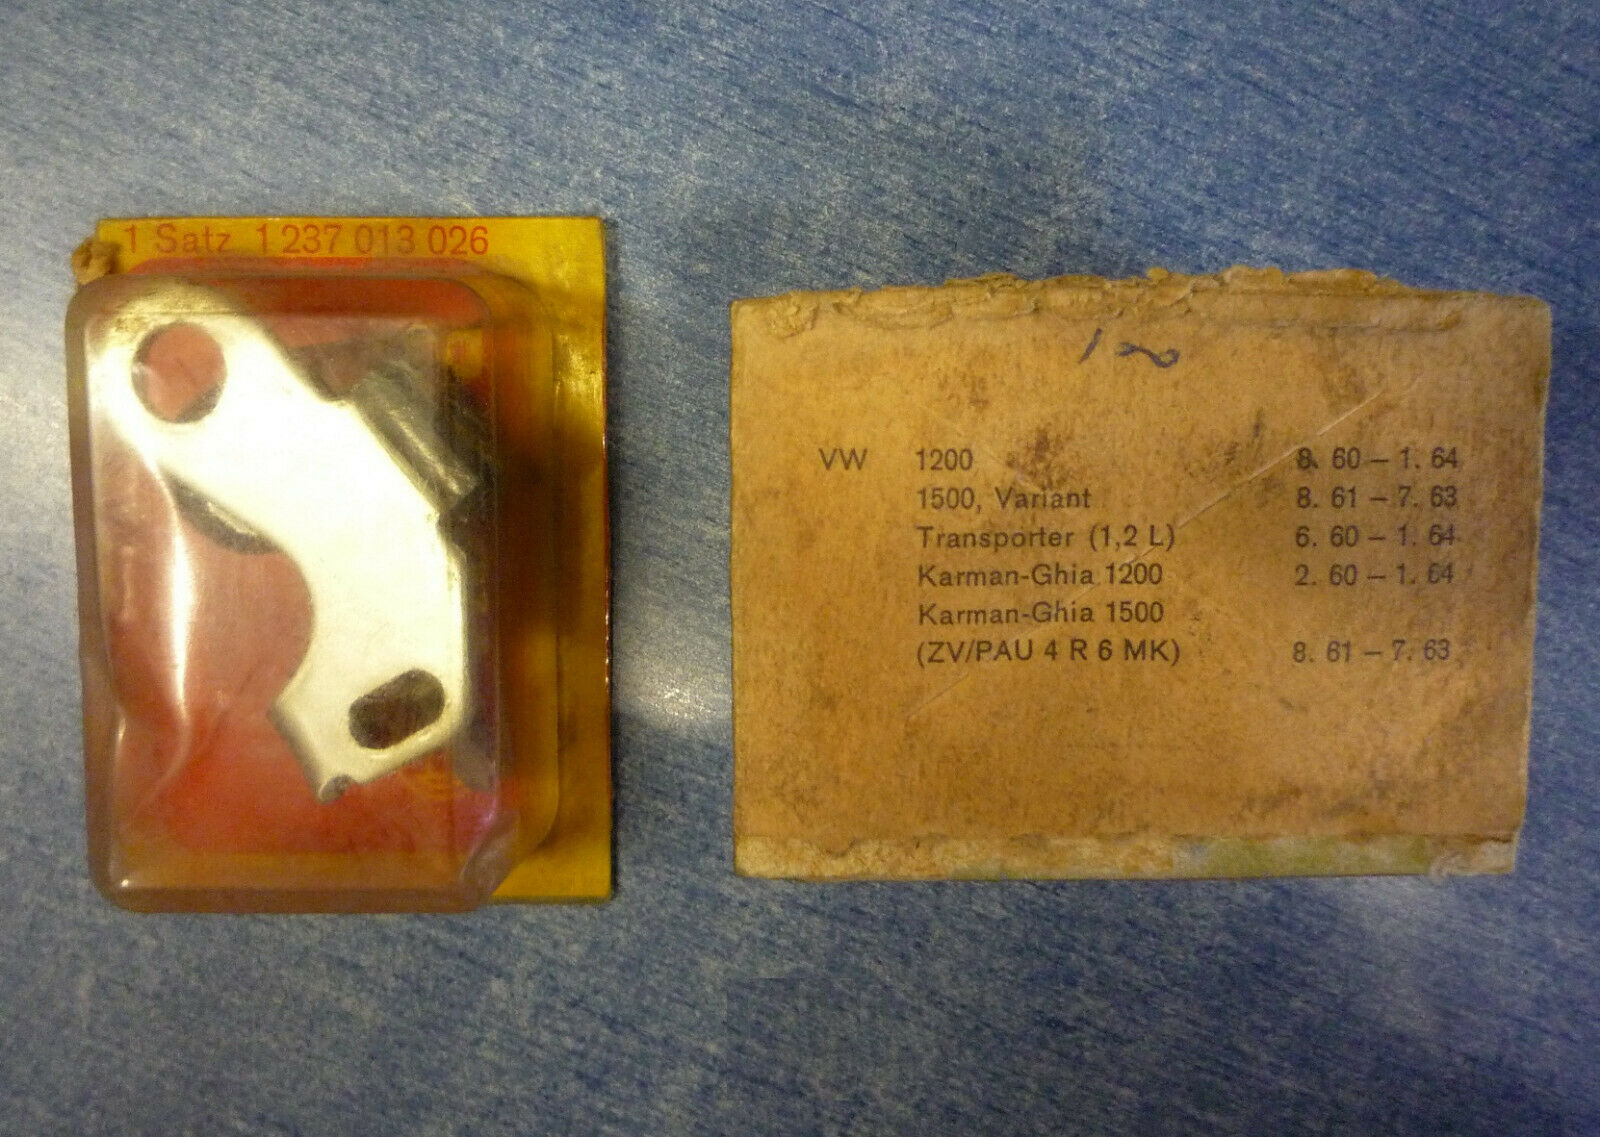 1 Satz 1 237 013 026
VW 1200 8. 60 – 1. 64
1500, Variant 8. 61 – 7. 63
Transporter (1,2 L) 6. 60 – 1. 64
Karman-Ghia 1200 2. 60 – 1. 64
Karman-Ghia 1500
(ZV/PAU 4 R 6 MK) 8. 61 – 7. 63